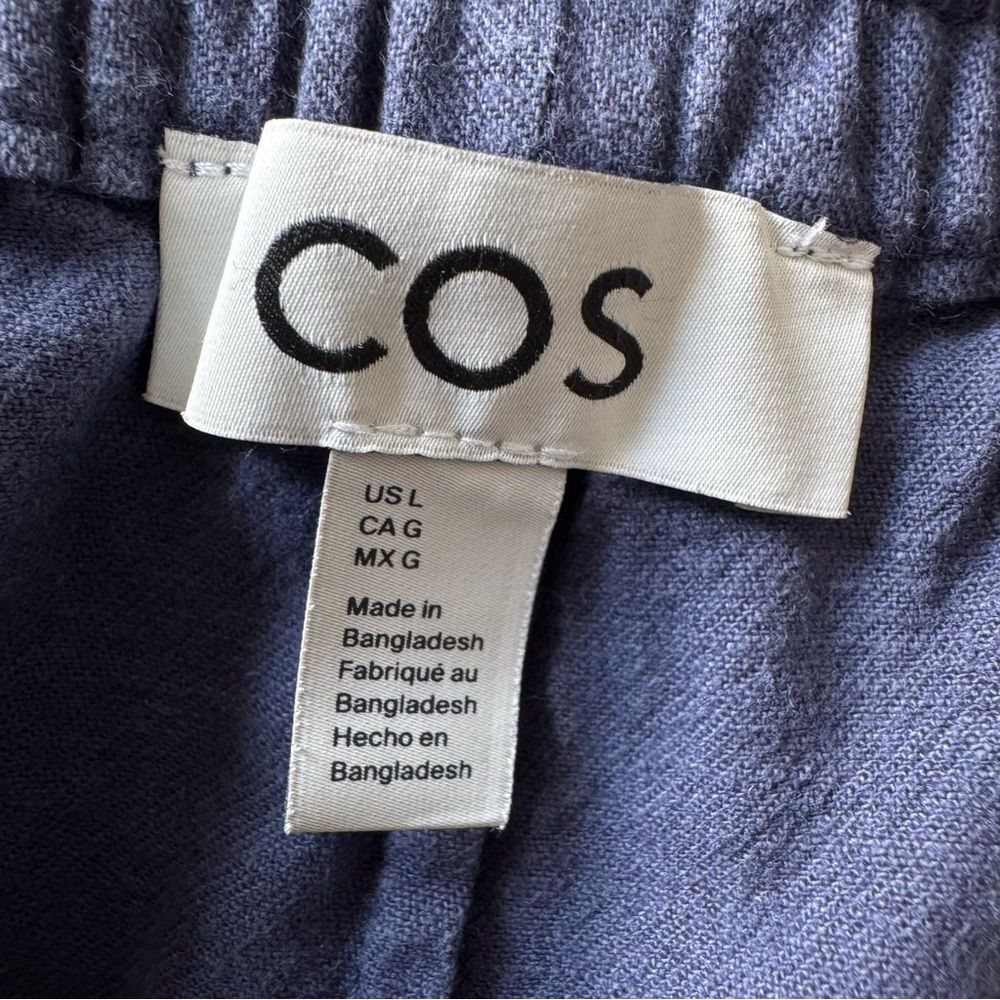 COS
US L
CA G
MX G
Made in
Bangladesh
Fabriqué au
Bangladesh
Hecho en
Bangladesh